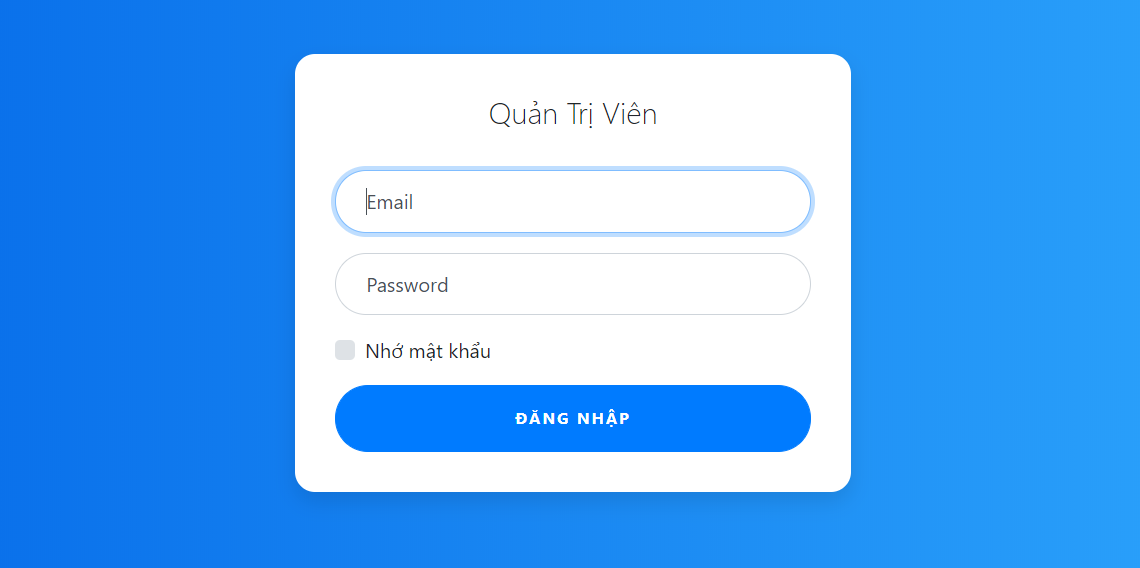 Quản Trị Viên
Email
Password
Nhớ mật khẩu
ĐĂNG NHẬP